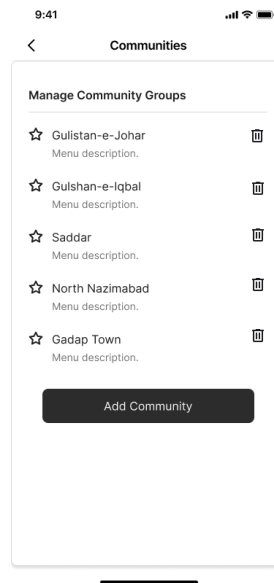 9:41
Communities
Manage Community Groups
Gulistan-e-Johar
Menu description.
Gulshan-e-Iqbal
Menu description.
Saddar
Menu description.
North Nazimabad
Menu description.
Gadap Town
Menu description.
Add Community